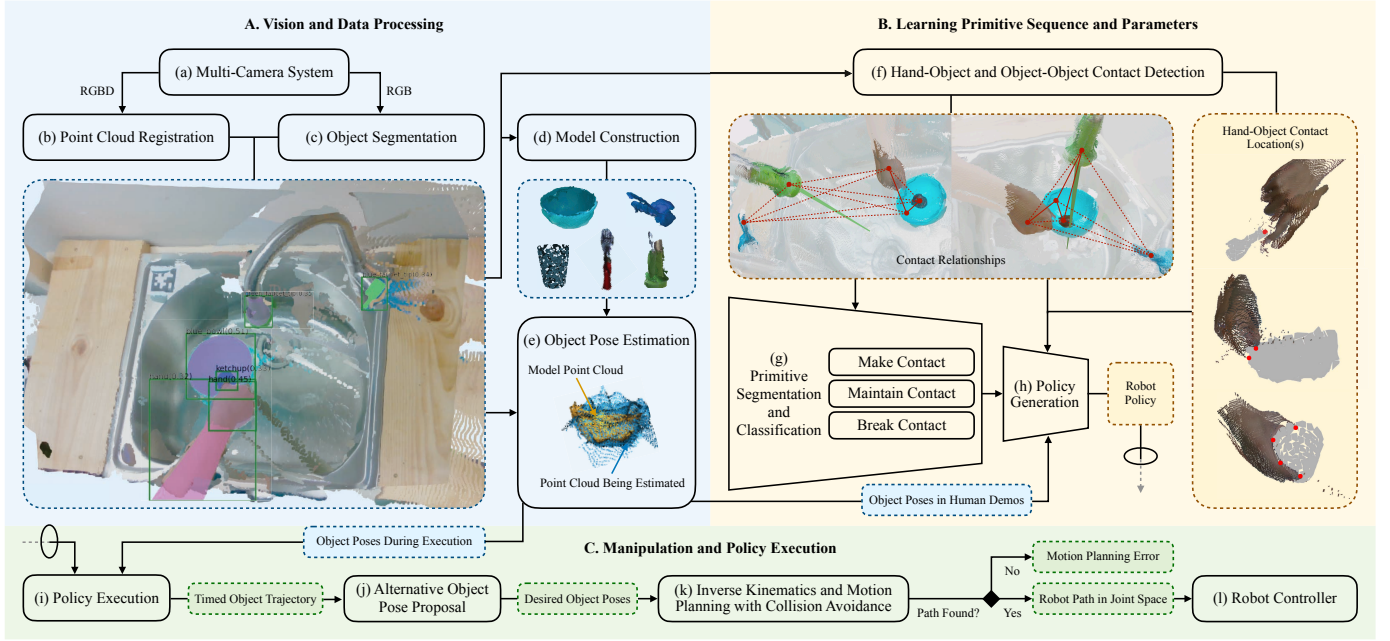 A. Vision and Data Processing
B. Learning Primitive Sequence and Parameters
(a) Multi-Camera System
RGBD
RGB
(b) Point Cloud Registration
(c) Object Segmentation
(d) Model Construction
(f) Hand-Object and Object-Object Contact Detection
Hand-Object Contact
Location(s)
Contact Relationships
ketchup
hand(0.45)
(e) Object Pose Estimation
Model Point Cloud
Point Cloud Being Estimated
(g)
Primitive
Segmentation
and
Classification
Make Contact
Maintain Contact
Break Contact
(h) Policy
Generation
Robot
Policy
Object Poses in Human Demos
Object Poses During Execution
C. Manipulation and Policy Execution
(i) Policy Execution
Timed Object Trajectory
(j) Alternative Object
Pose Proposal
Desired Object Poses
(k) Inverse Kinematics and Motion
Planning with Collision Avoidance
Path Found?
No
Yes
Motion Planning Error
Robot Path in Joint Space
(l) Robot Controller